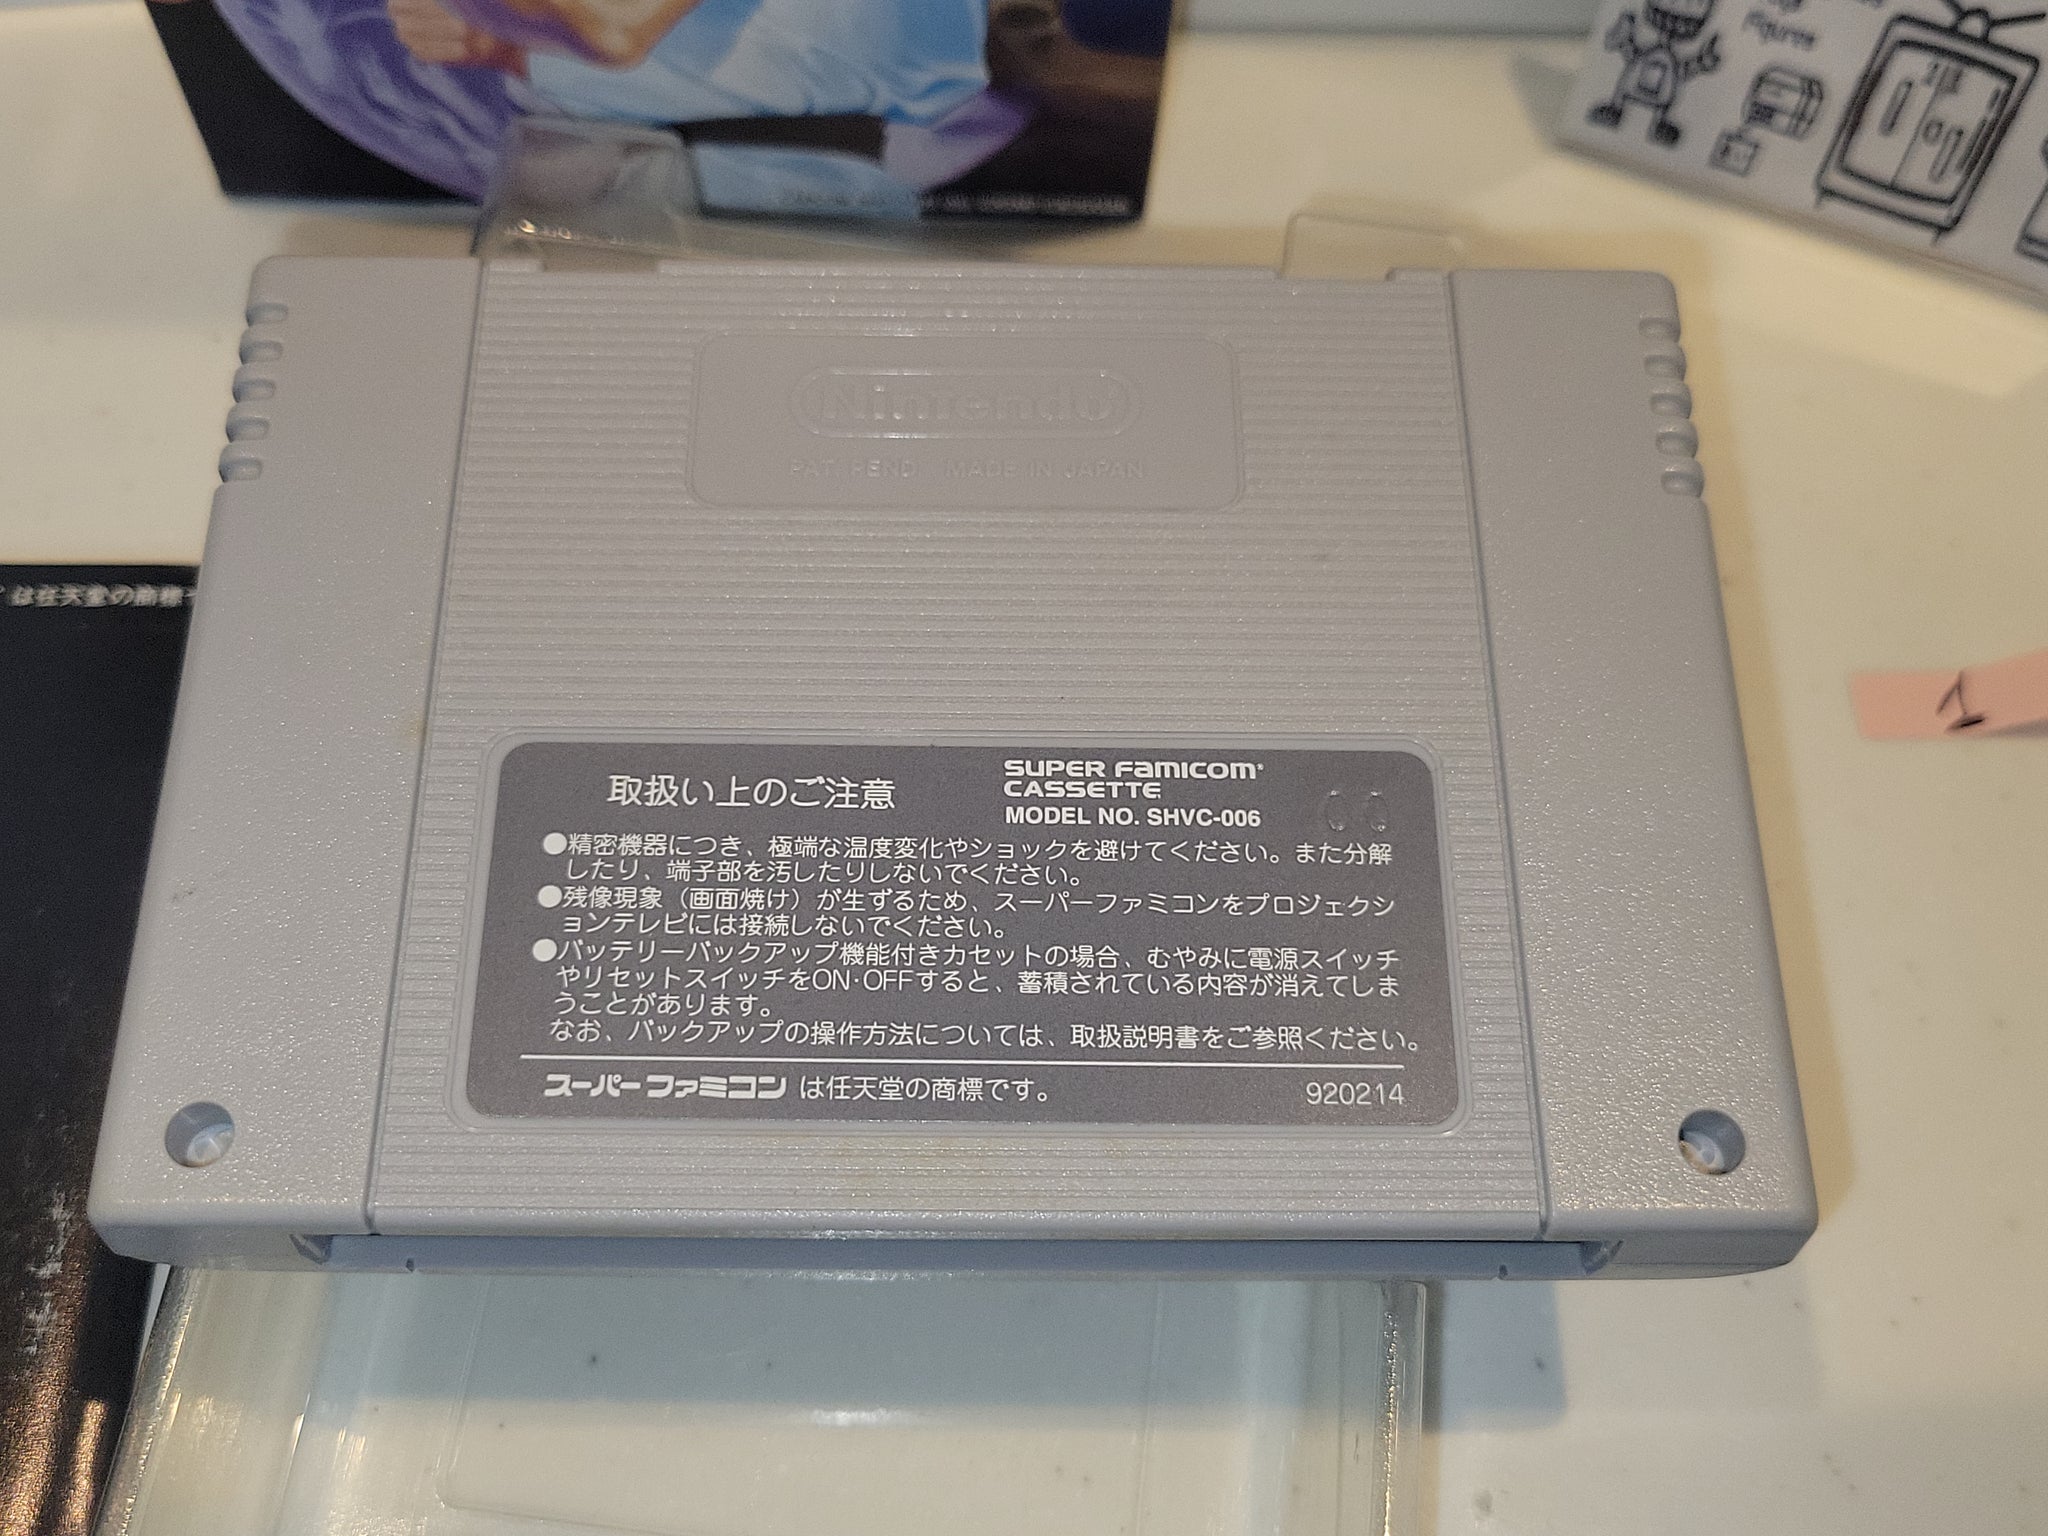 Nintendo
PAT. PEND. MADE IN JAPAN
取扱い上のご注意
SUPER FAMICOM
CASSETTE
MODEL NO. SHVC-006
●精密機器につき、極端な温度変化やショックを避けてください。また分解
したり、端子部を汚したりしないでください。
●残像現象（画面焼け）が生ずるため、スーパーファミコンをプロジェクシ
ョンテレビには接続しないでください。
●バッテリーバックアップ機能付きカセットの場合、むやみに電源スイッチ
やリセットスイッチをON·OFFすると、蓄積されている内容が消えてしま
うことがあります。
なお、バックアップの操作方法については、取扱説明書をご参照ください。
スーパーファミコン は任天堂の商標です。
920214
は任天堂の商標
1